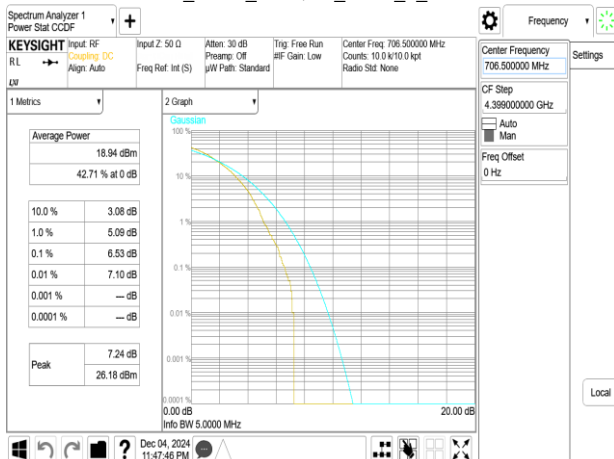 Spectrum Analyzer 1
Power Stat CCDF
KEYSIGHT
RL
Input: RF
Coupling: DC
Align: Auto
Input Z: 50 Ω
Freq Ref: Int (S)
Atten: 30 dB
Preamp: Off
µW Path: Standard
Trig: Free Run
#IF Gain: Low
Center Freq: 706.500000 MHz
Counts: 10.0 k/10.0 kpt
Radio Std: None
1 Metrics
Average Power
18.94 dBm
42.71 % at 0 dB
10.0 % 3.08 dB
1.0 % 5.09 dB
0.1 % 6.53 dB
0.01 % 7.10 dB
0.001 % --- dB
0.0001 % --- dB
Peak
7.24 dB
26.18 dBm
2 Graph
Gaussian
100 %
10 %
1 %
0.1 %
0.01 %
0.001 %
0.0001 %
0.00 dB 20.00 dB
Info BW 5.0000 MHz
Frequency
Settings
Center Frequency
706.500000 MHz
CF Step
4.399000000 GHz
Auto
Man
Freq Offset
0 Hz
Local
?
Dec 04, 2024
11:47:46 PM